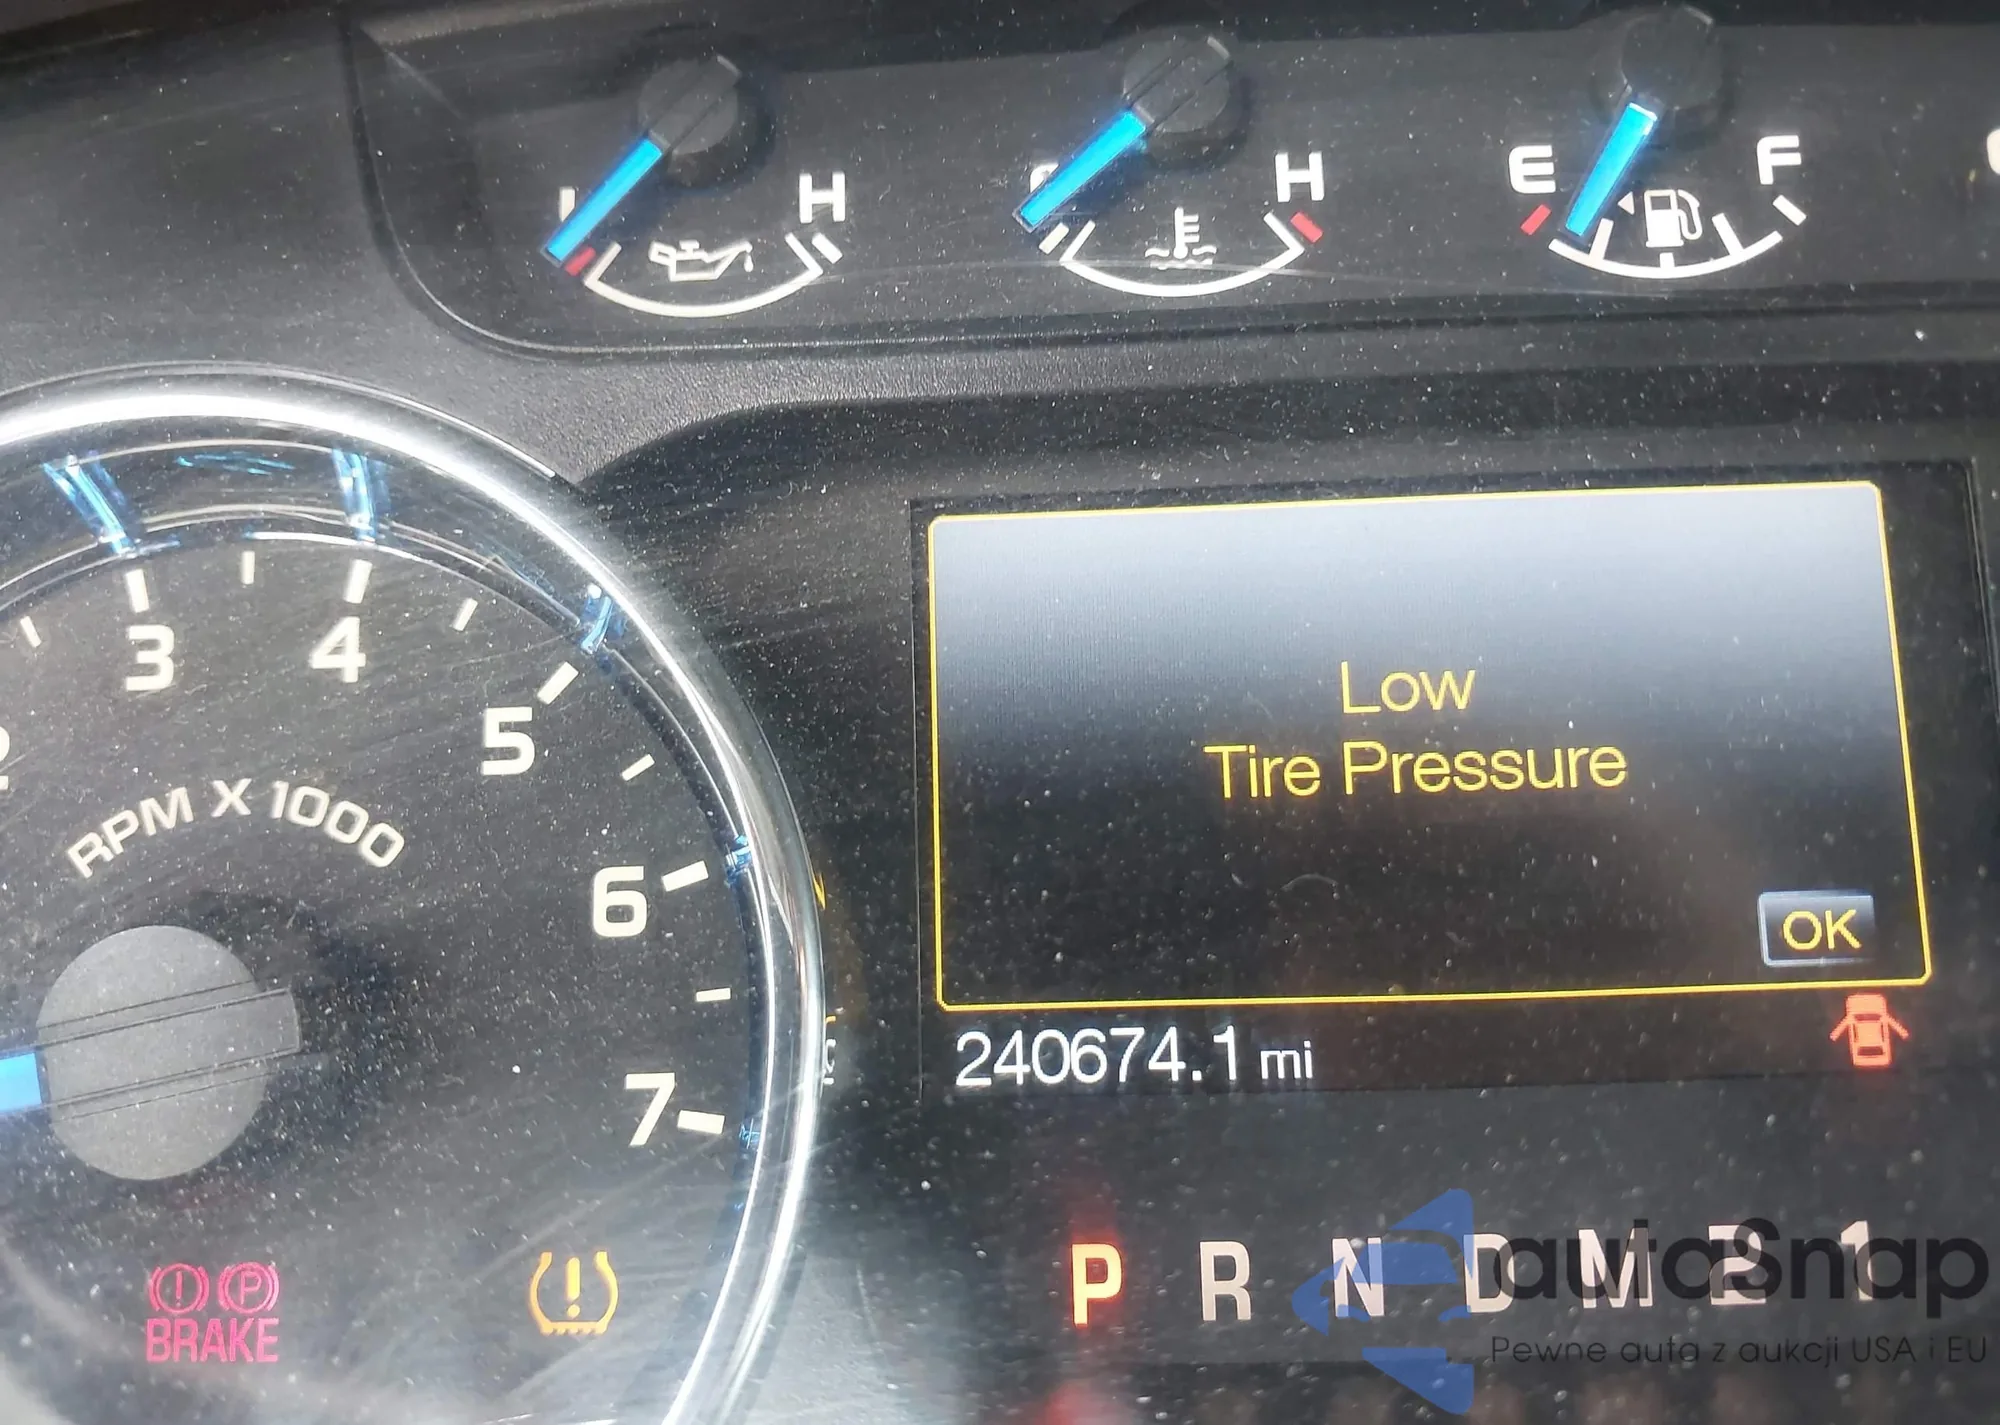 H
H
E
F
3
4
5
6
7
RPM X 1000
Low
Tire Pressure
OK
240674.1 mi
BRAKE
P
P R N D M 2 1
autoSnap
Pewne auta z aukcji USA i EU